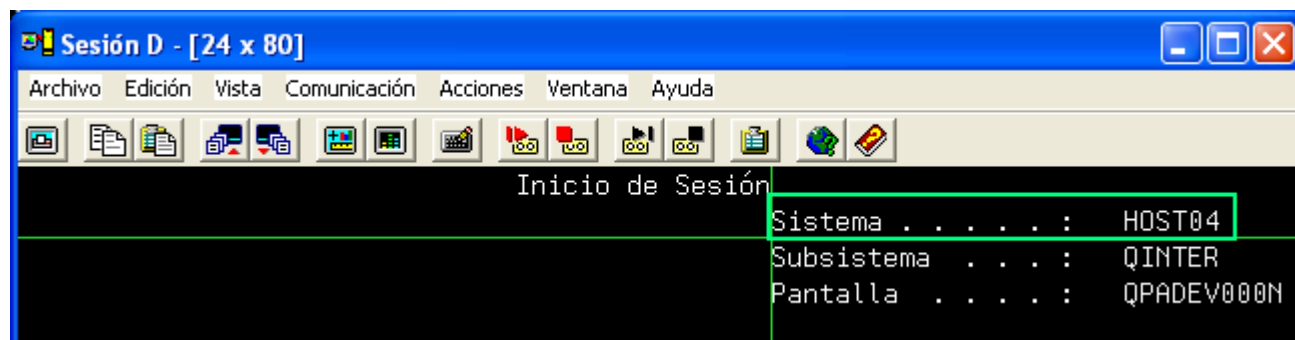 Sesión D - [24 x 80]
Archivo Edición Vista Comunicación Acciones Ventana Ayuda
Inicio de Sesión
Sistema . . . . . : HOST04
Subsistema . . . : QINTER
Pantalla . . . . : QPADEV000N